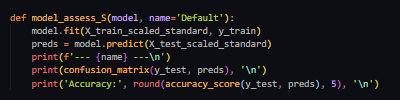 def model_assess_S(model, name='Default'):
    model.fit(X_train_scaled_standard, y_train)
    preds = model.predict(X_test_scaled_standard)
    print(f'--- {name} ---\n')
    print(confusion_matrix(y_test, preds), '\n')
    print('Accuracy:', round(accuracy_score(y_test, preds), 5), '\n')